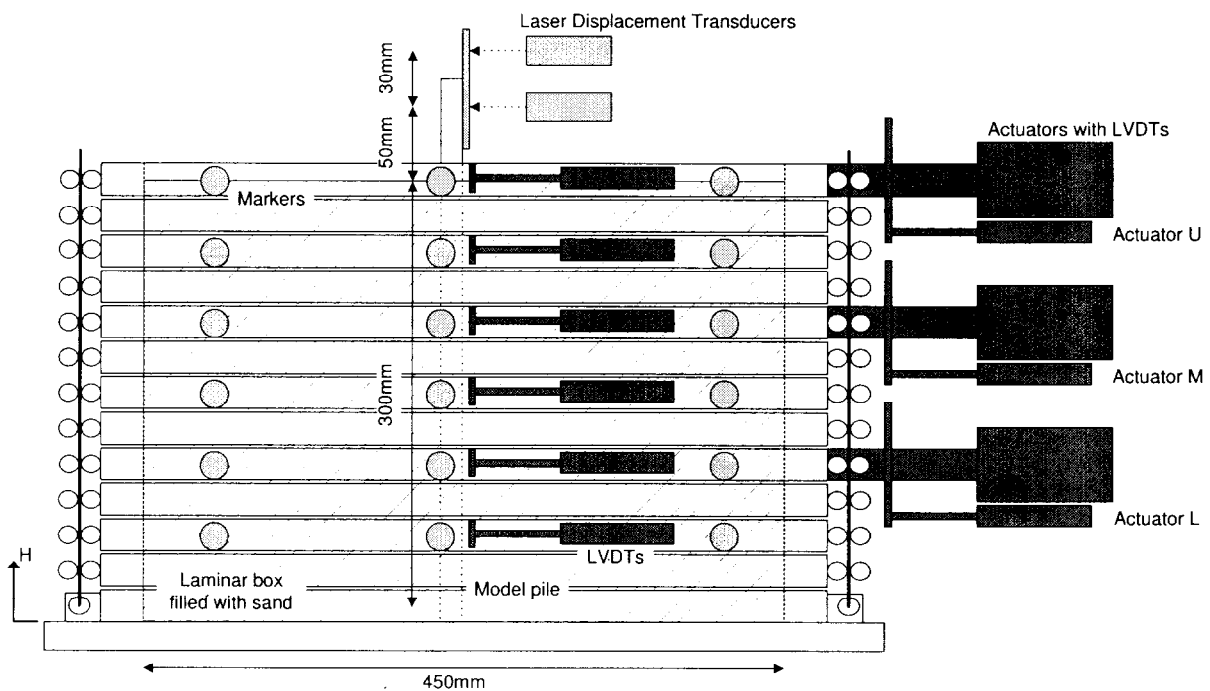 Laser Displacement Transducers
30mm
50mm
Actuators with LVDTs
Markers
Actuator U
Actuator M
300mm
Actuator L
LVDTs
H
Laminar box
filled with sand
Model pile
450mm